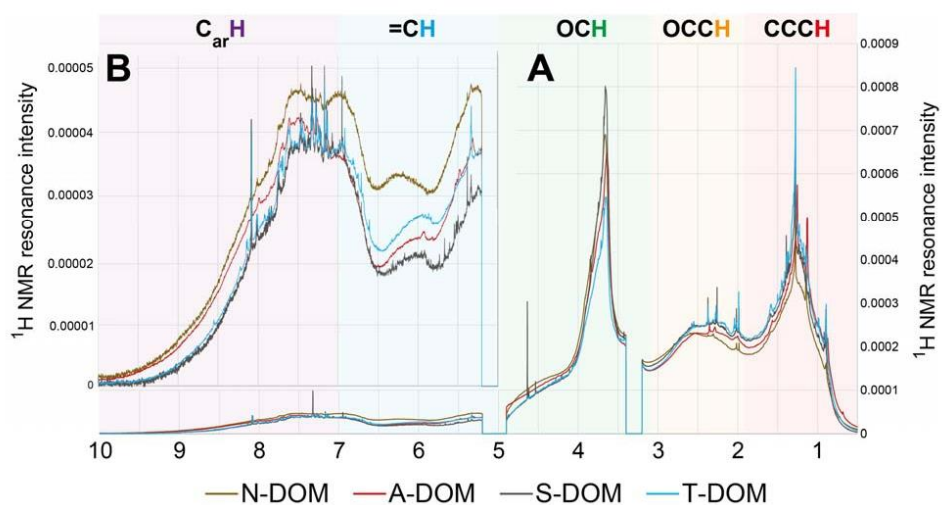 C_ar H =CH OCH OCCH CCCH
B A
0.00005
0.00004
0.00003
0.00002
0.00001
0
¹H NMR resonance intensity
0.0009
0.0008
0.0007
0.0006
0.0005
0.0004
0.0003
0.0002
0.0001
0
¹H NMR resonance intensity
10 9 8 7 6 5 4 3 2 1
N-DOM A-DOM S-DOM T-DOM